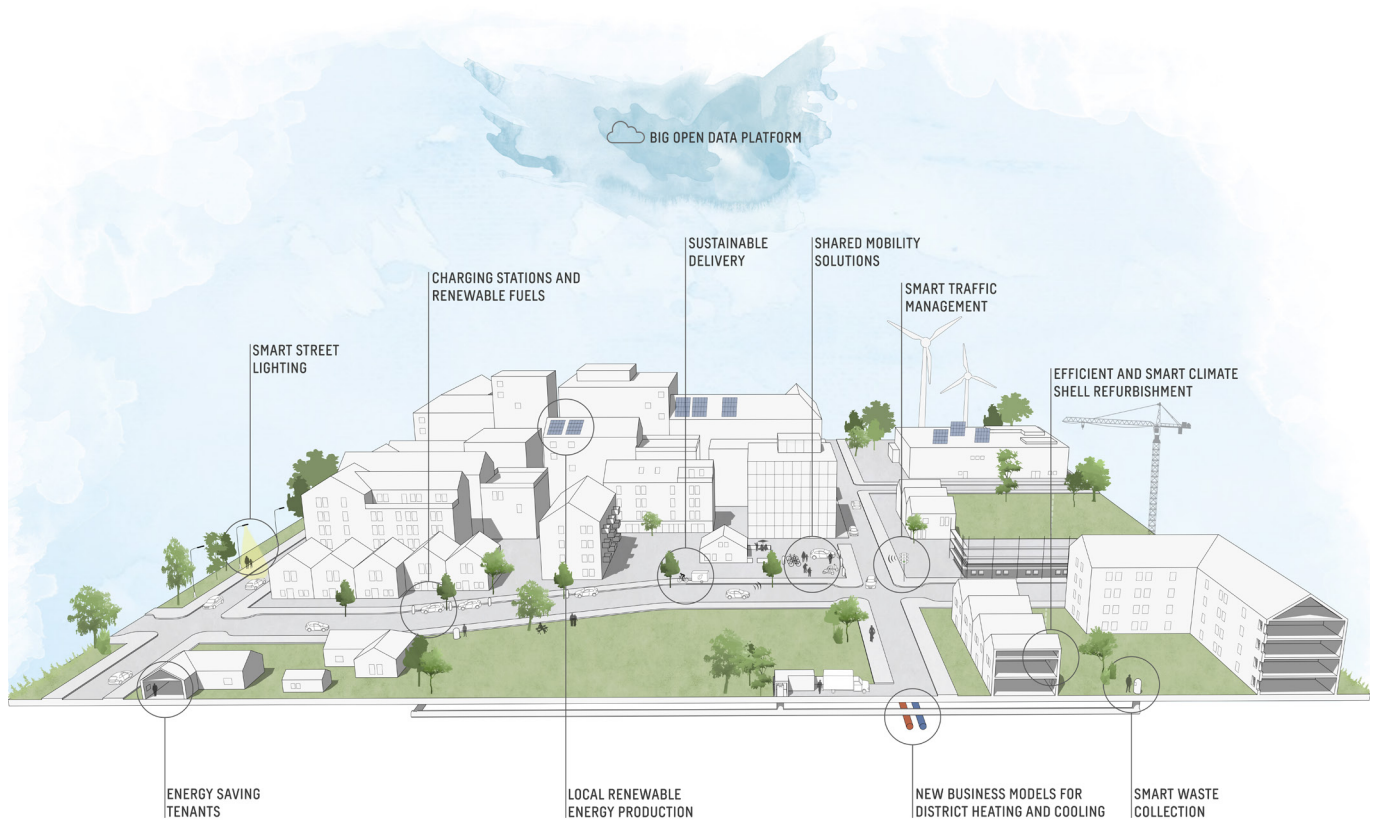 BIG OPEN DATA PLATFORM
SUSTAINABLE
DELIVERY
SHARED MOBILITY
SOLUTIONS
CHARGING STATIONS AND
RENEWABLE FUELS
SMART TRAFFIC
MANAGEMENT
SMART STREET
LIGHTING
EFFICIENT AND SMART CLIMATE
SHELL REFURBISHMENT
ENERGY SAVING
TENANTS
LOCAL RENEWABLE
ENERGY PRODUCTION
NEW BUSINESS MODELS FOR
DISTRICT HEATING AND COOLING
SMART WASTE
COLLECTION